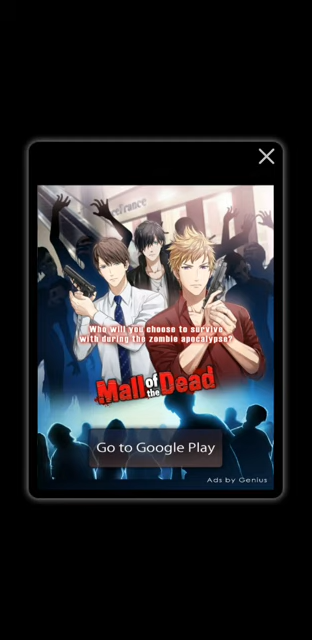 Who will you choose to survive
with during the zombie apocalypse?
Mall of the Dead
Go to Google Play
Ads by Genius